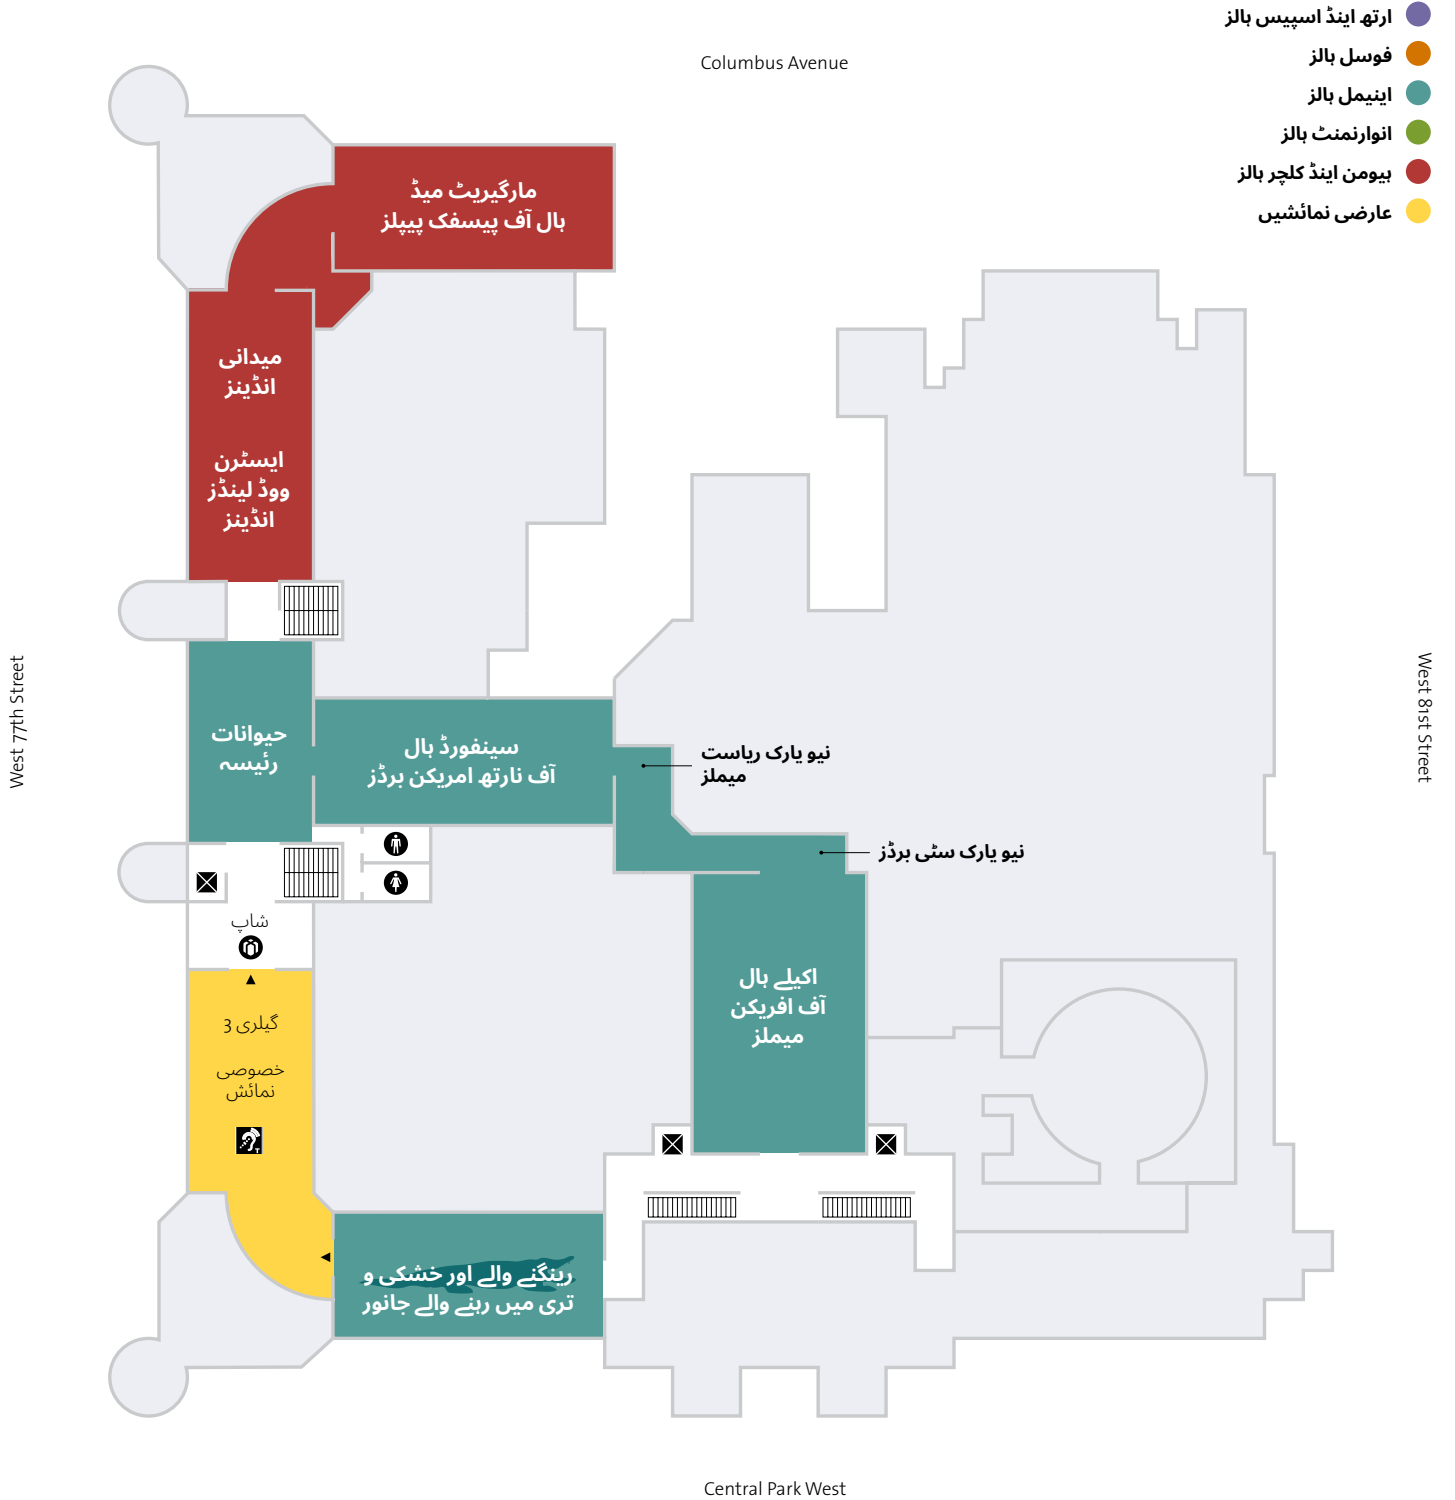 ارتھ اینڈ اسپیس ہالز
فوسل ہالز
اینیمل ہالز
انوارنمنٹ ہالز
ہیومن اینڈ کلچر ہالز
عارضی نمائشیں
Columbus Avenue
مارگیریٹ میڈ
ہال آف پیسفک پیپلز
میدانی
انڈینز
ایسٹرن
ووڈ لینڈز
انڈینز
West 77th Street
West 81st Street
حیوانات
رئیسہ
سینفورڈ ہال
آف نارتھ امریکن برڈز
نیو یارک ریاست
میملز
نیو یارک سٹی برڈز
شاپ
گیلری 3
خصوصی
نمائش
T
اکیلے ہال
آف افریکن
میملز
رینگنے والے اور خشکی و
تری میں رہنے والے جانور
Central Park West